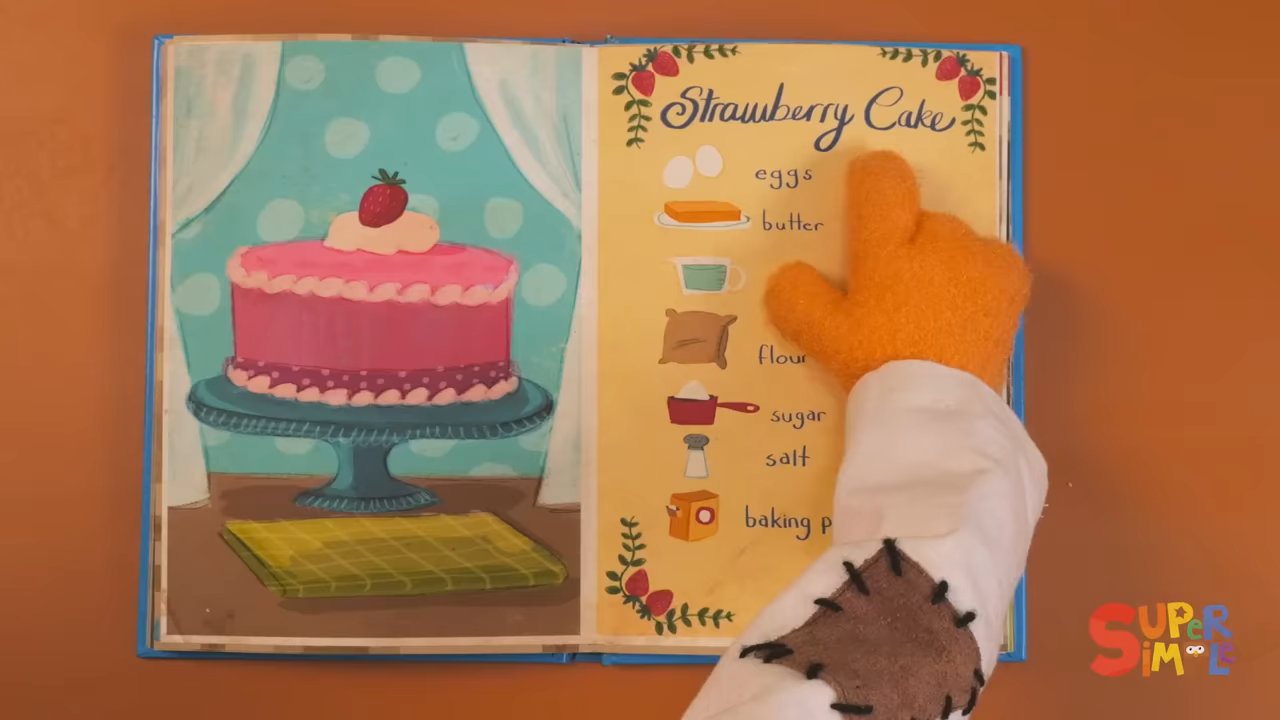 Strawberry Cake
eggs
butter
flour
sugar
salt
baking p
SUPER
SIMPLE